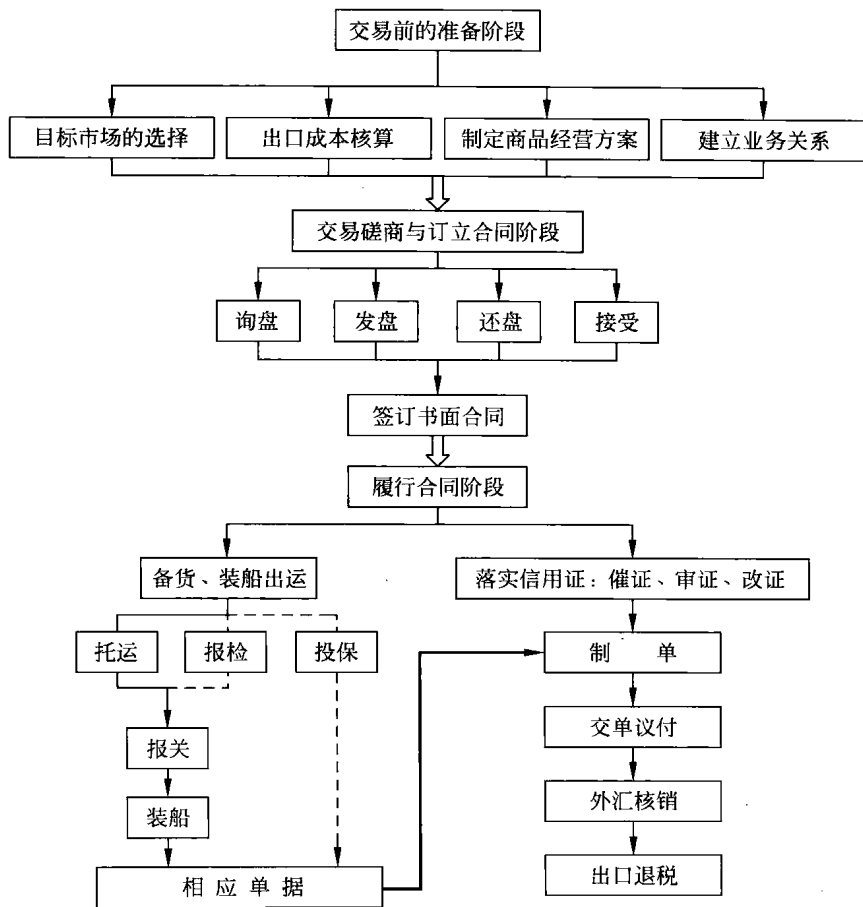 交易前的准备阶段
目标市场的选择
出口成本核算
制定商品经营方案
建立业务关系
交易磋商与订立合同阶段
询盘
发盘
还盘
接受
签订书面合同
履行合同阶段
备货、装船出运
落实信用证：催证、审证、改证
托运
报检
投保
制 单
报关
交单议付
装船
外汇核销
相应单据
出口退税